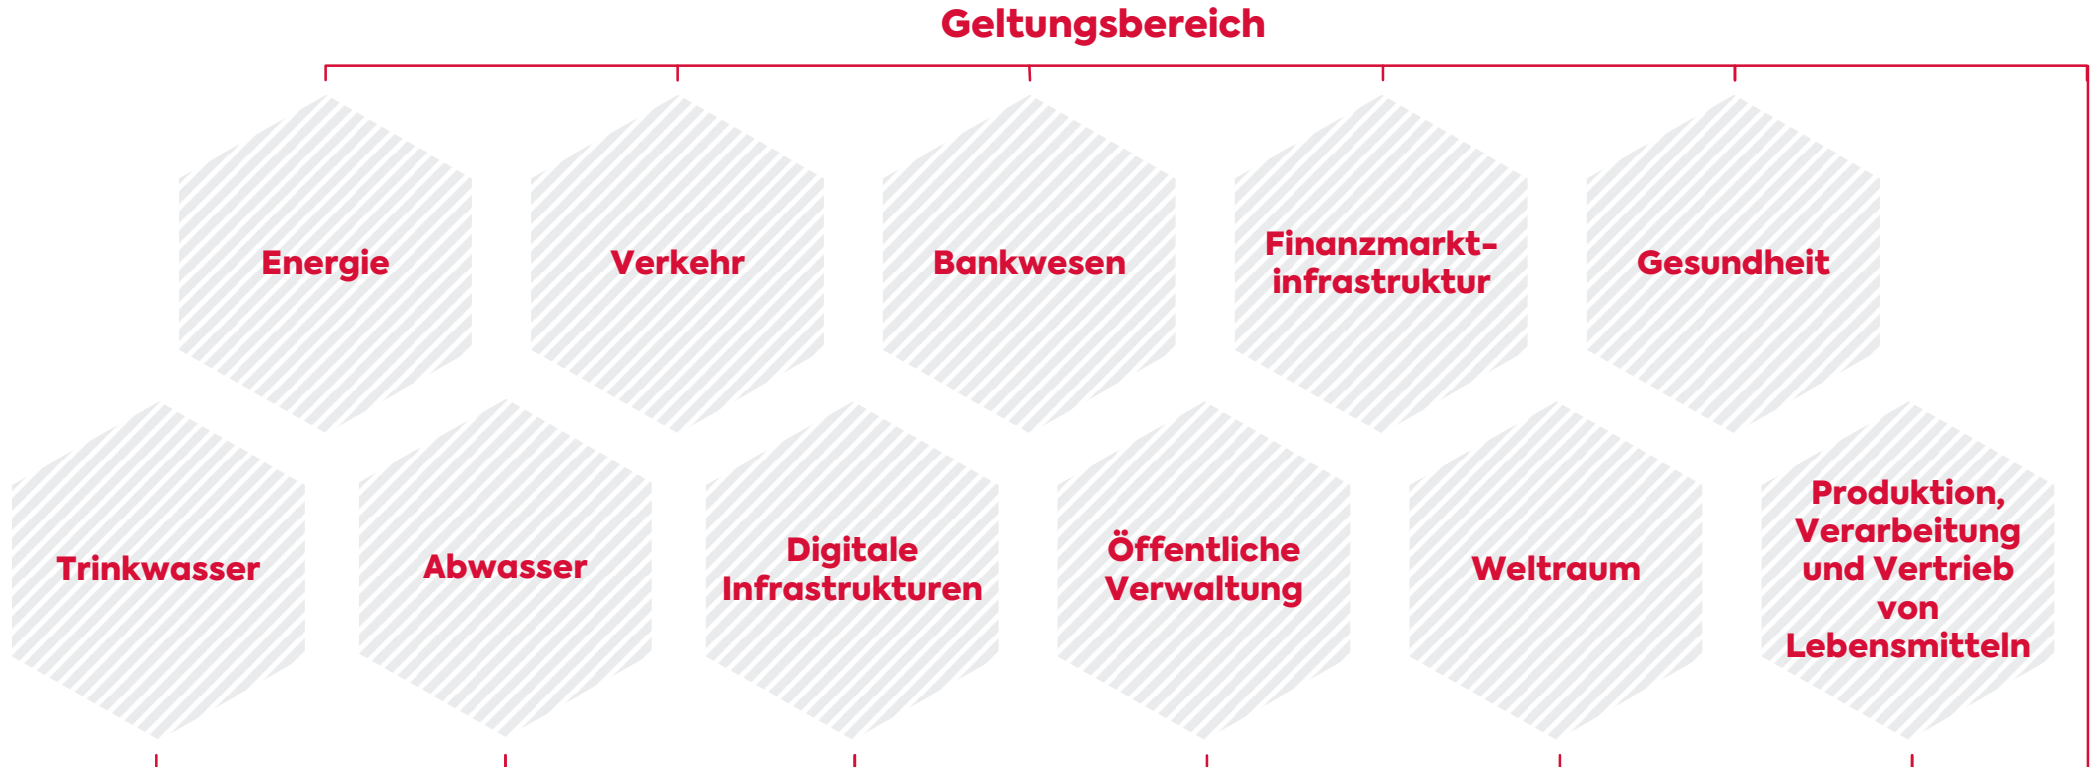 Geltungsbereich
Energie
Verkehr
Bankwesen
Finanzmarkt-
infrastruktur
Gesundheit
Trinkwasser
Abwasser
Digitale
Infrastrukturen
Öffentliche
Verwaltung
Weltraum
Produktion,
Verarbeitung
und Vertrieb
von
Lebensmitteln